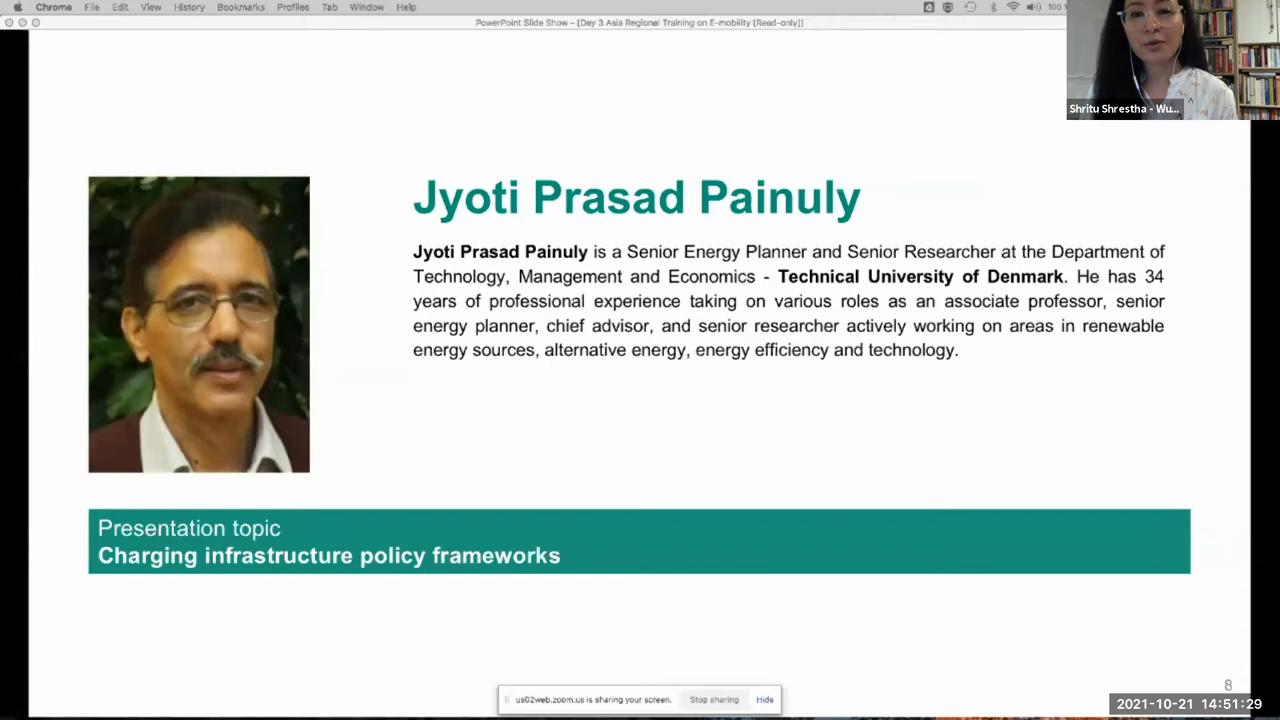 Chrome File Edit View History Bookmarks Profiles Tab Window Help
100
PowerPoint Slide Show - [Day 3 Asia Regional Training on E-mobility [Read-only]]
Shritu Shrestha - Wu...
Jyoti Prasad Painuly
Jyoti Prasad Painuly is a Senior Energy Planner and Senior Researcher at the Department of
Technology, Management and Economics - Technical University of Denmark. He has 34
years of professional experience taking on various roles as an associate professor, senior
energy planner, chief advisor, and senior researcher actively working on areas in renewable
energy sources, alternative energy, energy efficiency and technology.
Presentation topic
Charging infrastructure policy frameworks
us02web.zoom.us is sharing your screen. Stop sharing Hide
8
2021-10-21 14:51:29